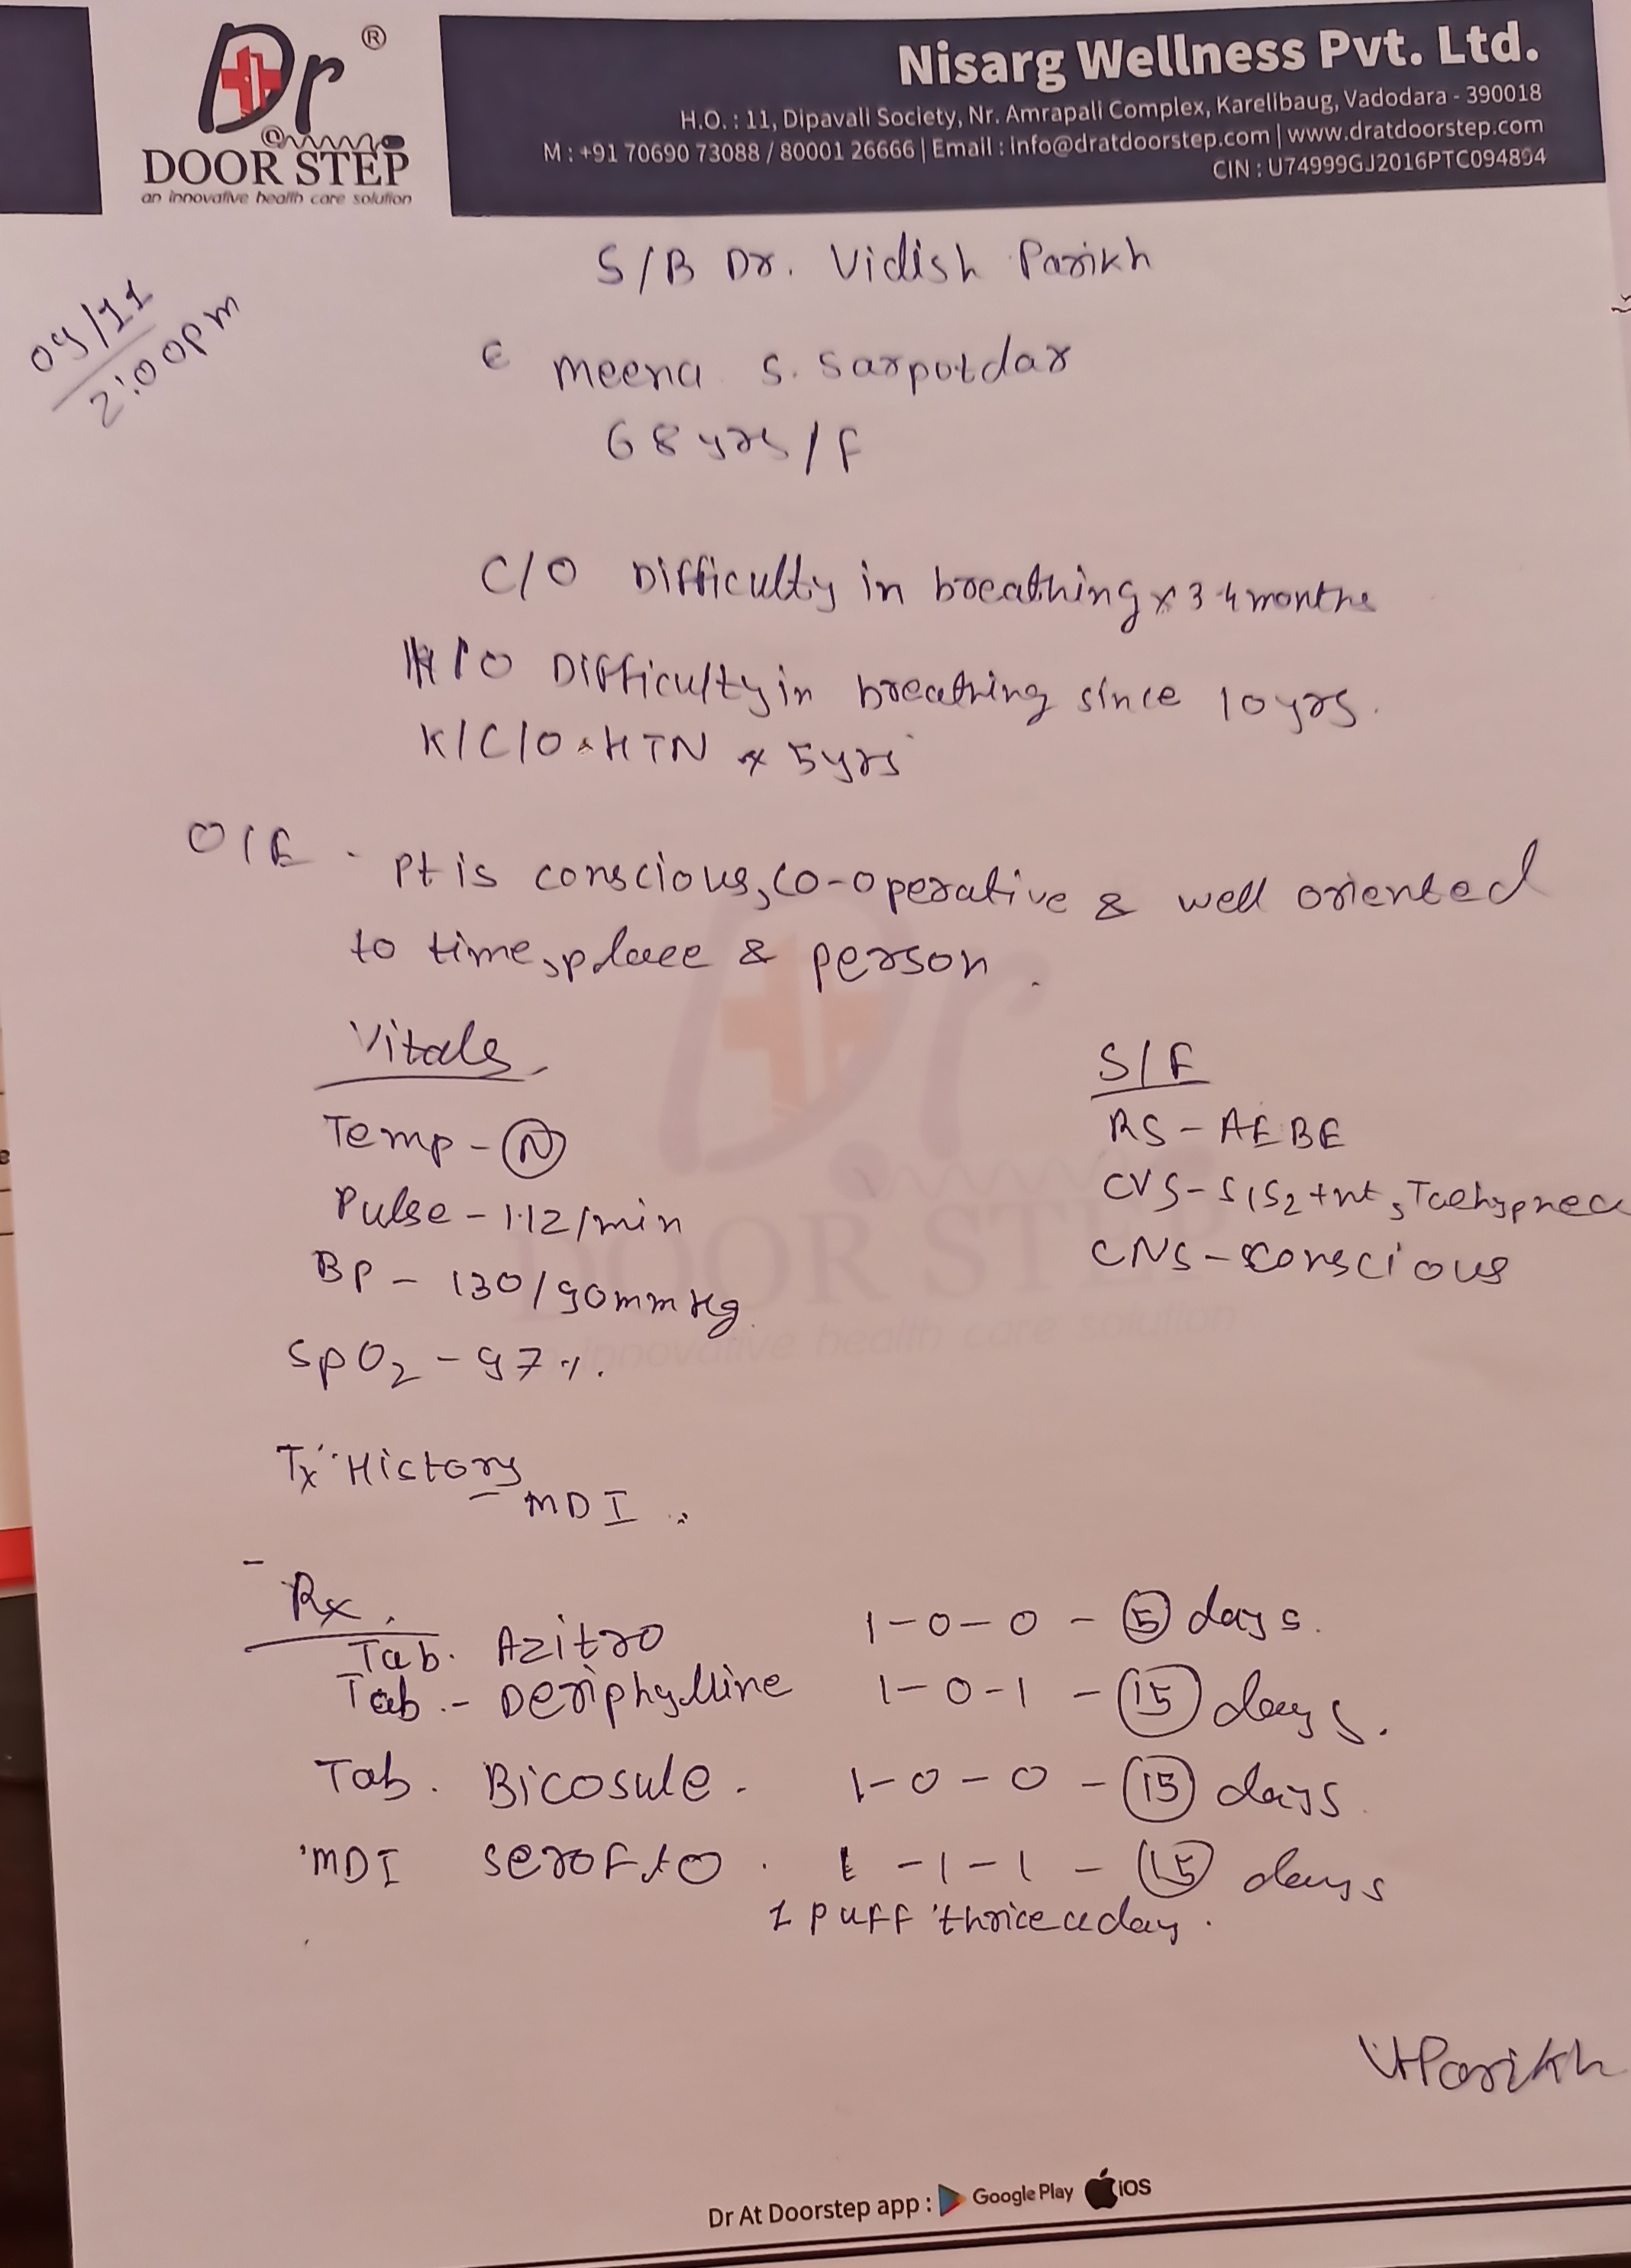 Dr ®
DOOR STEP
an innovative health care solution
Nisarg Wellness Pvt. Ltd.
H.O. : 11, Dipavali Society, Nr. Amrapali Complex, Karelibaug, Vadodara - 390018
M : +91 70690 73088 / 80001 26666 | Email : info@dratdoorstep.com | www.dratdoorstep.com
CIN : U74999GJ2016PTC094894
09/11
2:00pm
S/B Dr. Vidish Parikh
Meena S. Sarpotdar
68 yrs/F
C/O Difficulty in breathing x 3-4 months
H/O Difficulty in breathing since 10 yrs.
K/C/O HTN x 5yrs
O/E - Pt is conscious, co-operative & well oriented
to time, place & person.
Vitals
Temp - (N)
Pulse - 112/min
BP - 130/90mmHg
SpO2 - 97%.
S/E
RS - AEBE
CVS - S1S2 +nt, Tachypnea
CNS - conscious
Tx History
- MDI
Rx
Tab. Azitro 1-0-0 - (5) days.
Tab. - Deriphylline 1-0-1 - (15) days.
Tab. Bicosule - 1-0-0 - (15) days.
MDI seroflo . 1-1-1 - (15) days
1 puff thrice a day.
VParikh
Dr At Doorstep app : Google Play iOS